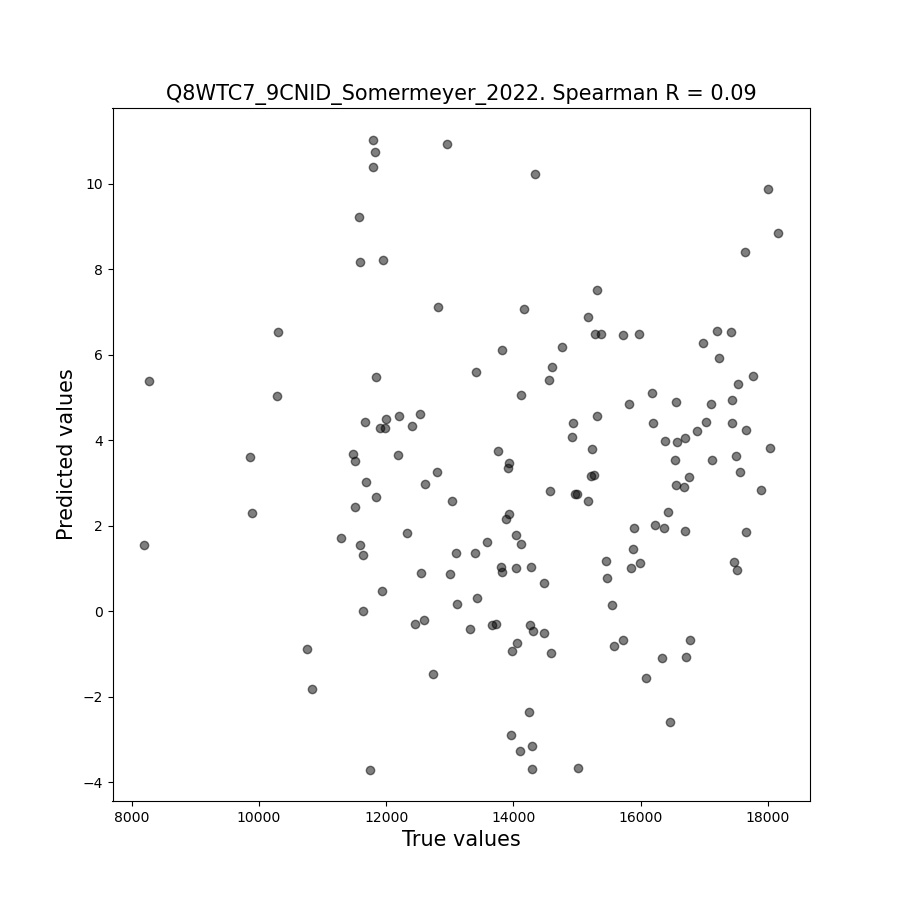 Q8WTC7_9CNID_Somermeyer_2022. Spearman R = 0.09
Predicted values
10
8
6
4
2
0
−2
−4
8000 10000 12000 14000 16000 18000
True values